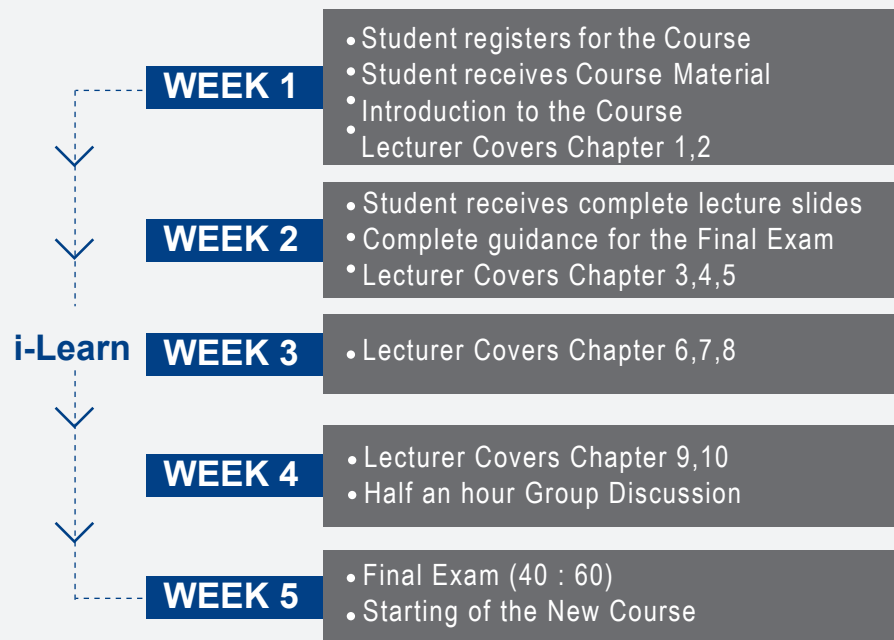 WEEK 1
• Student registers for the Course
• Student receives Course Material
• Introduction to the Course
• Lecturer Covers Chapter 1,2
WEEK 2
• Student receives complete lecture slides
• Complete guidance for the Final Exam
• Lecturer Covers Chapter 3,4,5
i-Learn
WEEK 3
• Lecturer Covers Chapter 6,7,8
WEEK 4
• Lecturer Covers Chapter 9,10
• Half an hour Group Discussion
WEEK 5
• Final Exam (40 : 60)
• Starting of the New Course